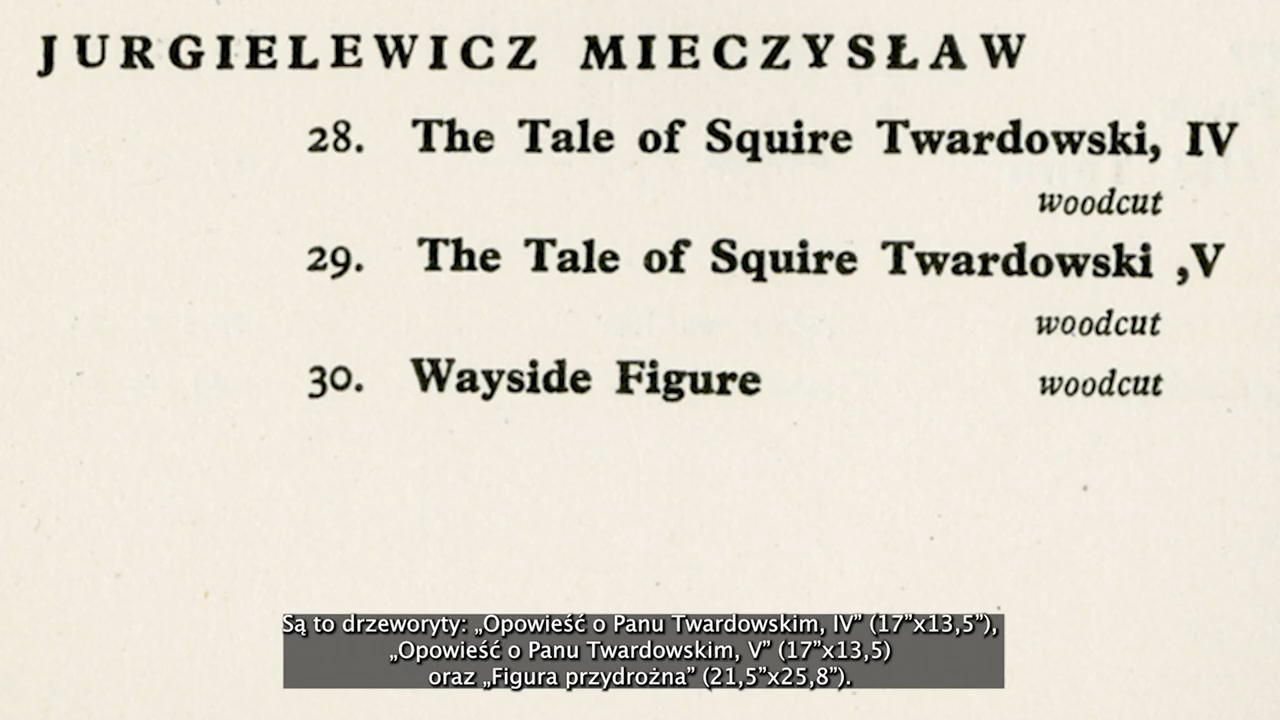 JURGIELEWICZ MIECZYSŁAW
28. The Tale of Squire Twardowski, IV
woodcut
29. The Tale of Squire Twardowski ,V
woodcut
30. Wayside Figure woodcut
Są to drzeworyty: „Opowieść o Panu Twardowskim, IV” (17”x13,5”),
„Opowieść o Panu Twardowskim, V” (17”x13,5)
oraz „Figura przydrożna” (21,5”x25,8”).